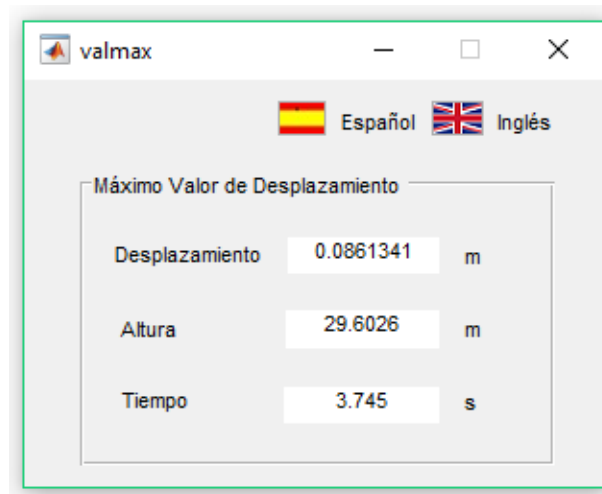 valmax
Español Inglés
Máximo Valor de Desplazamiento
Desplazamiento 0.0861341 m
Altura 29.6026 m
Tiempo 3.745 s